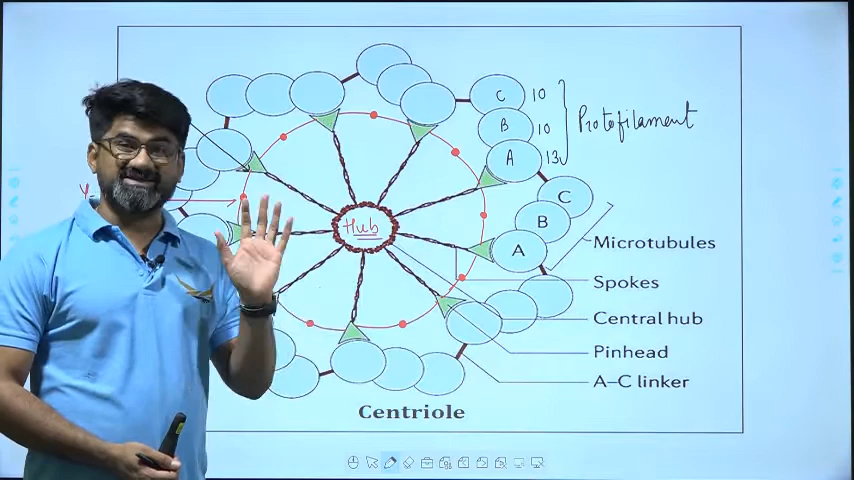 C 10
B 10
A 13
Protofilament
Hub
C
B
A
Microtubules
Spokes
Central hub
Pinhead
A–C linker
Centriole